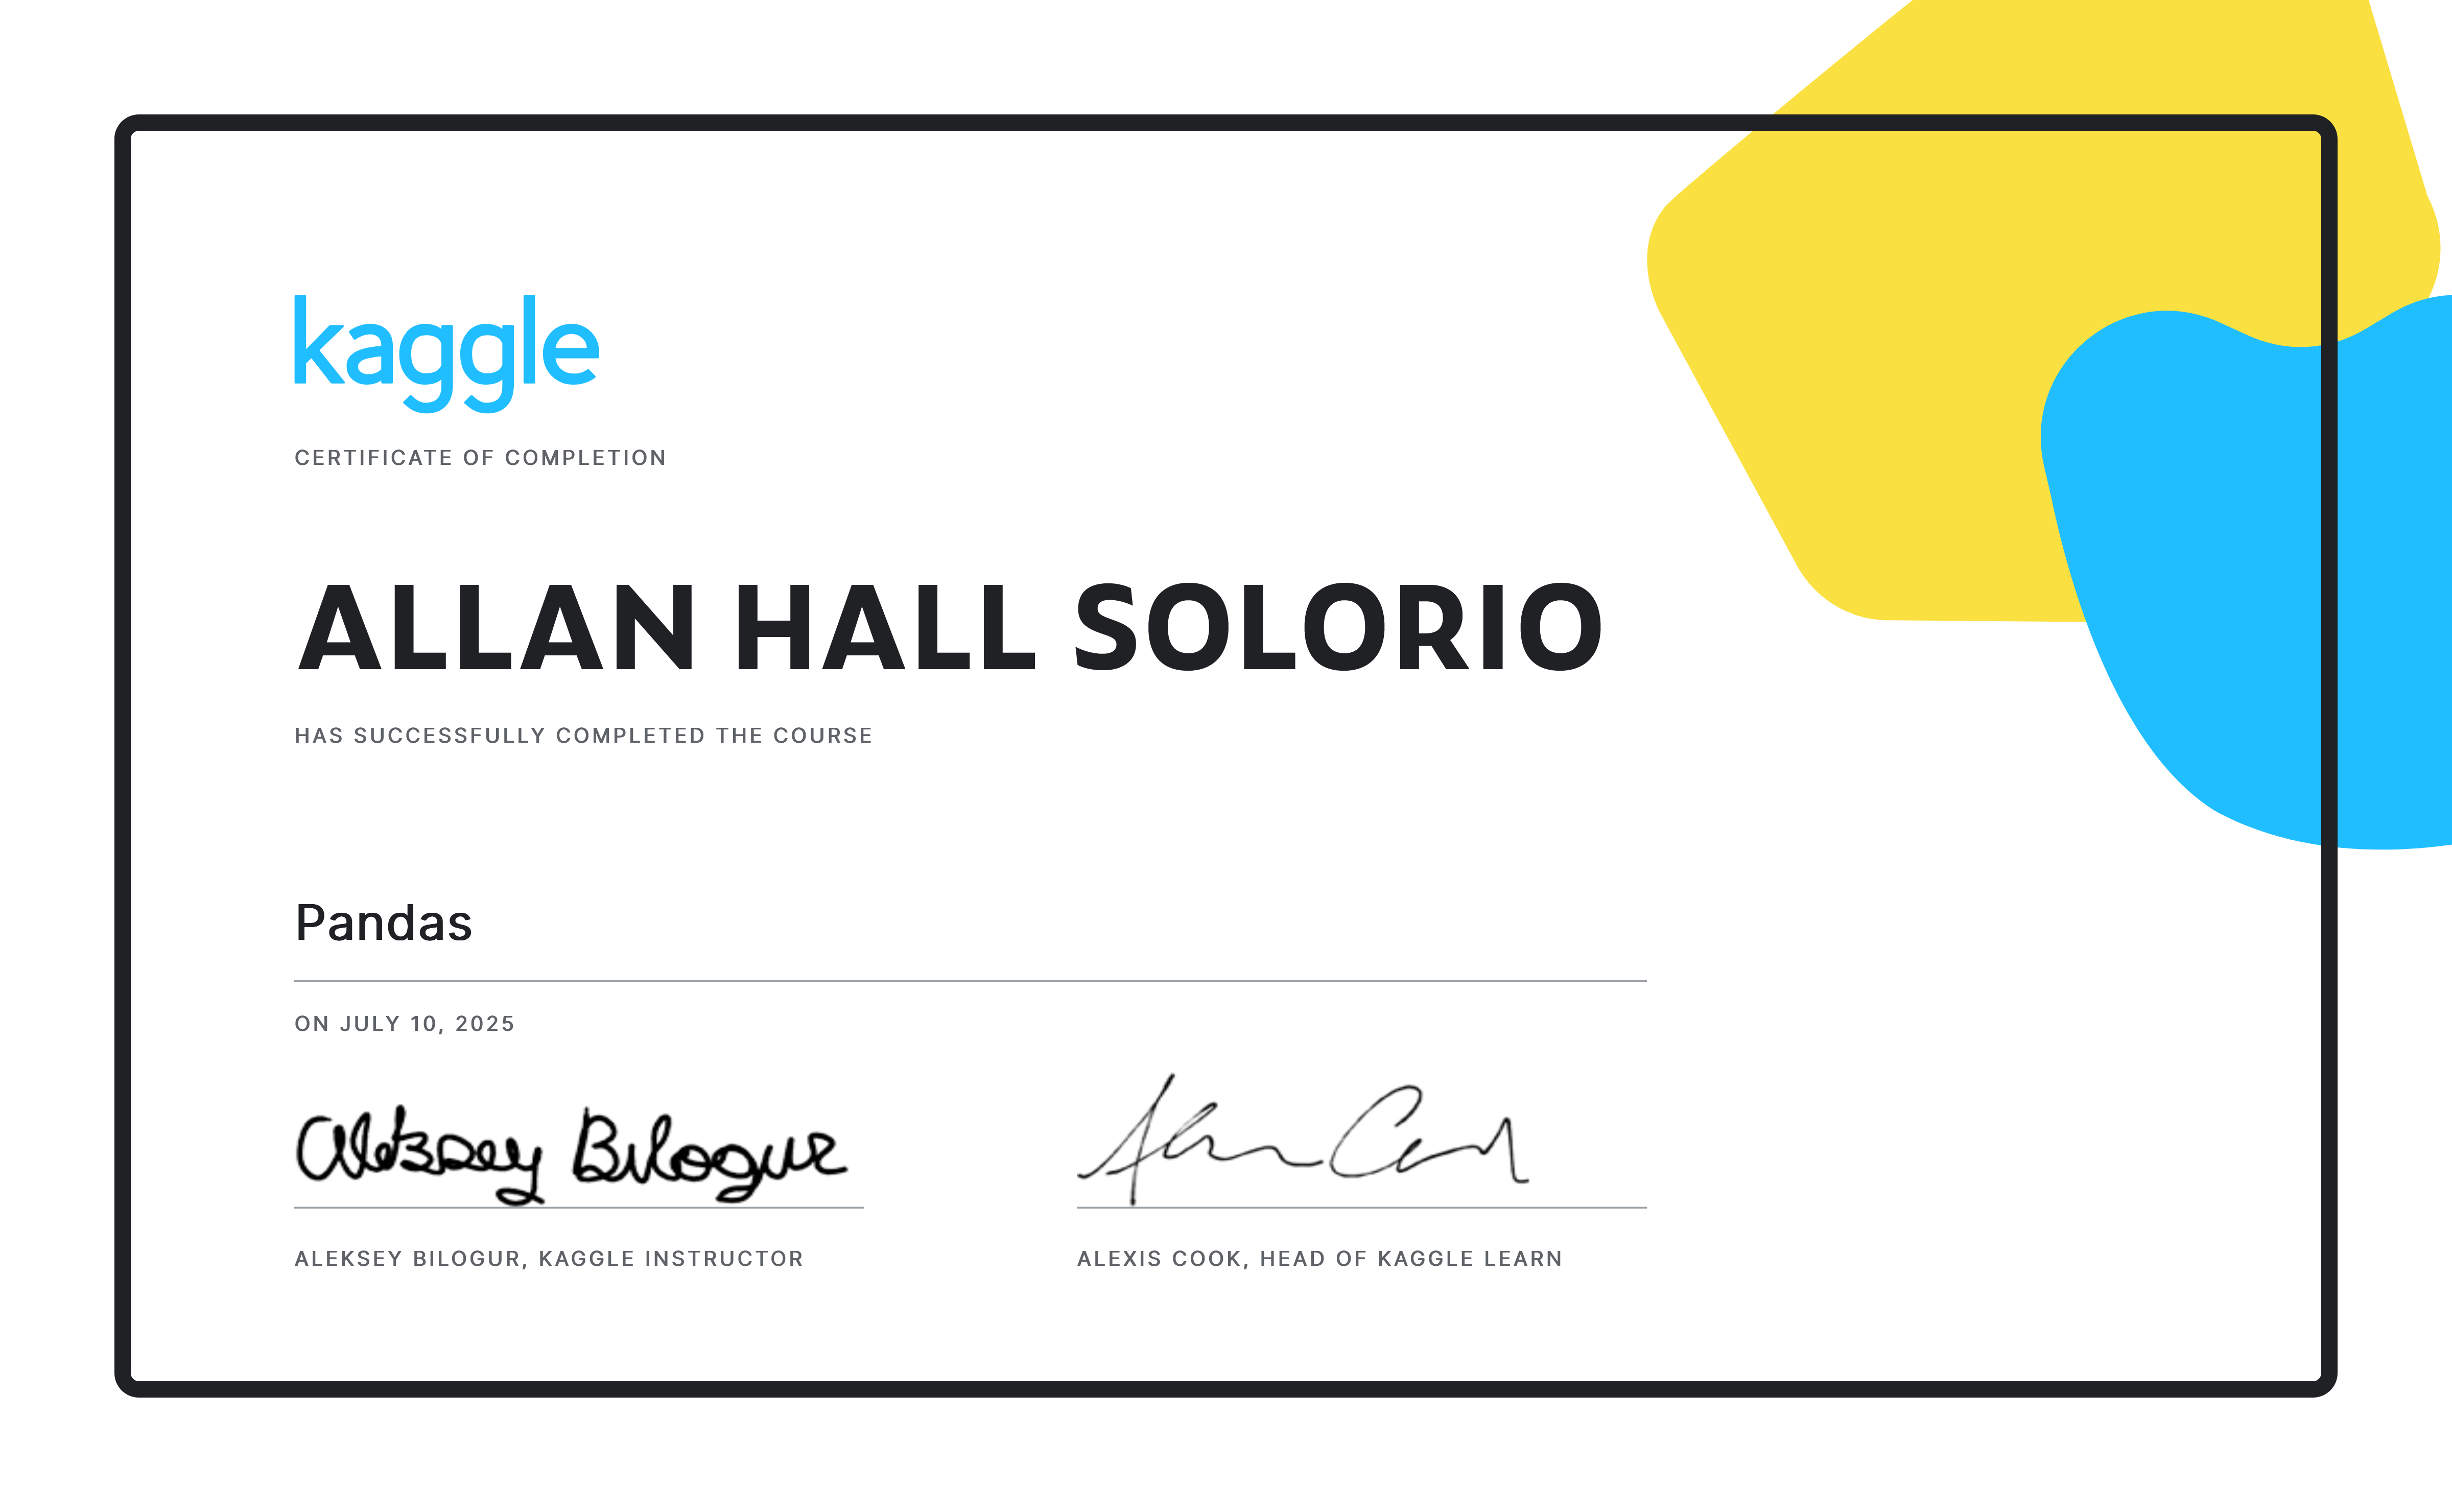 kaggle
CERTIFICATE OF COMPLETION
ALLAN HALL SOLORIO
HAS SUCCESSFULLY COMPLETED THE COURSE
Pandas
ON JULY 10, 2025
Aleksey Bilogur
ALEKSEY BILOGUR, KAGGLE INSTRUCTOR
ALEXIS COOK, HEAD OF KAGGLE LEARN